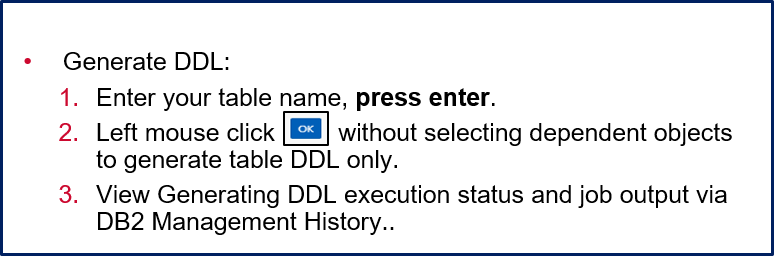 • Generate DDL:
1. Enter your table name, press enter.
2. Left mouse click OK without selecting dependent objects
to generate table DDL only.
3. View Generating DDL execution status and job output via
DB2 Management History..